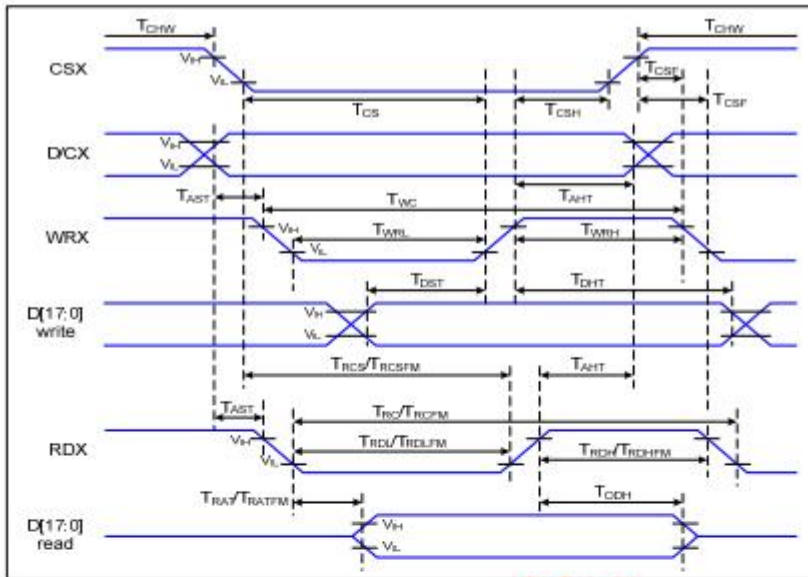 TCHW TCHW
VIH
CSX
VIL
TCSF
TCS TCSH TCSF
D/CX
VIH
VIL
TAST TWC TAHT
WRX
VIH
TWRL TWRH
VIL
TDST TDHT
D[17:0]
write
VIH
VIL
TRCS/TRCSFM TAHT
TAST TRC/TRCFM
RDX
VIH
TRDL/TRDLFM TRDH/TRDHFM
VIL
TRAT/TRATFM TODH
D[17:0]
read
VIH
VIL